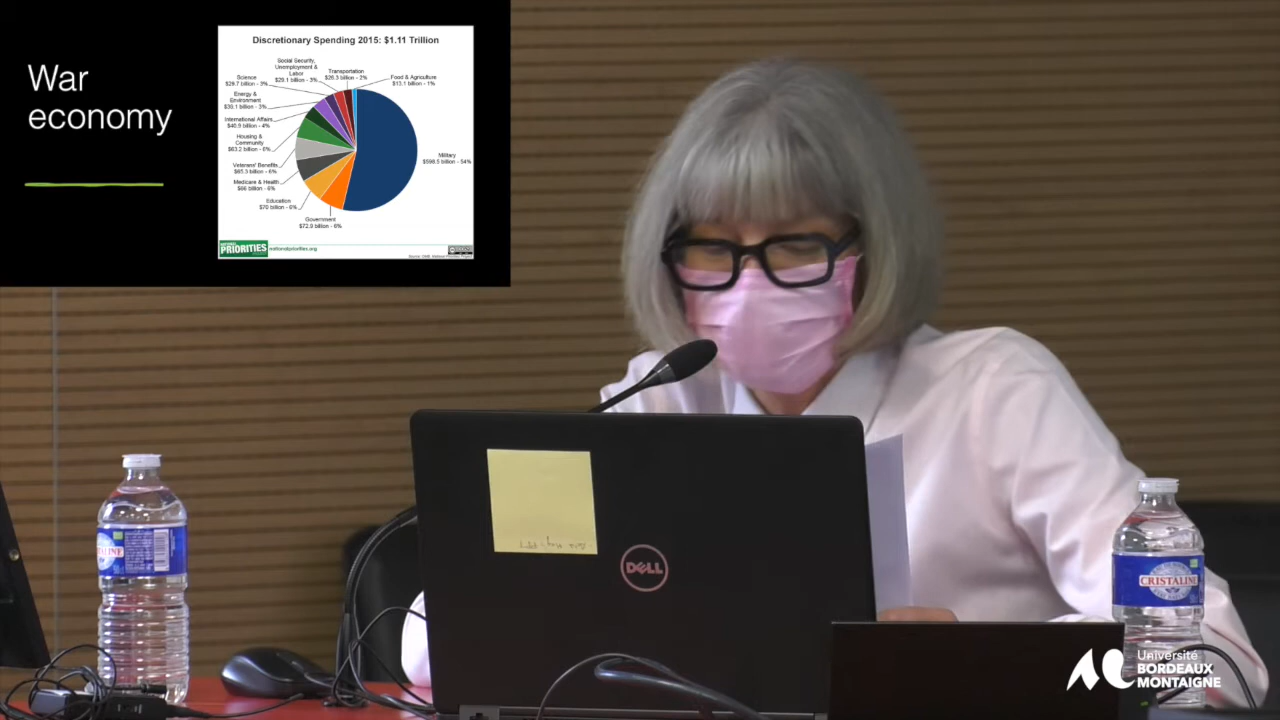 War
economy
Discretionary Spending 2015: $1.11 Trillion
Social Security,
Unemployment &
Labor
$29.1 billion - 3%
Transportation
$26.3 billion - 2%
Food & Agriculture
$13.1 billion - 1%
Science
$29.7 billion - 3%
Energy &
Environment
$39.1 billion - 3%
International Affairs
$40.9 billion - 4%
Housing &
Community
$63.2 billion - 6%
Veterans' Benefits
$65.3 billion - 6%
Medicare & Health
$66 billion - 6%
Education
$70 billion - 6%
Government
$72.9 billion - 6%
Military
$598.5 billion - 54%
PRIORITIES
nationalpriorities.org
DELL
CRISTALINE
Université
BORDEAUX
MONTAIGNE